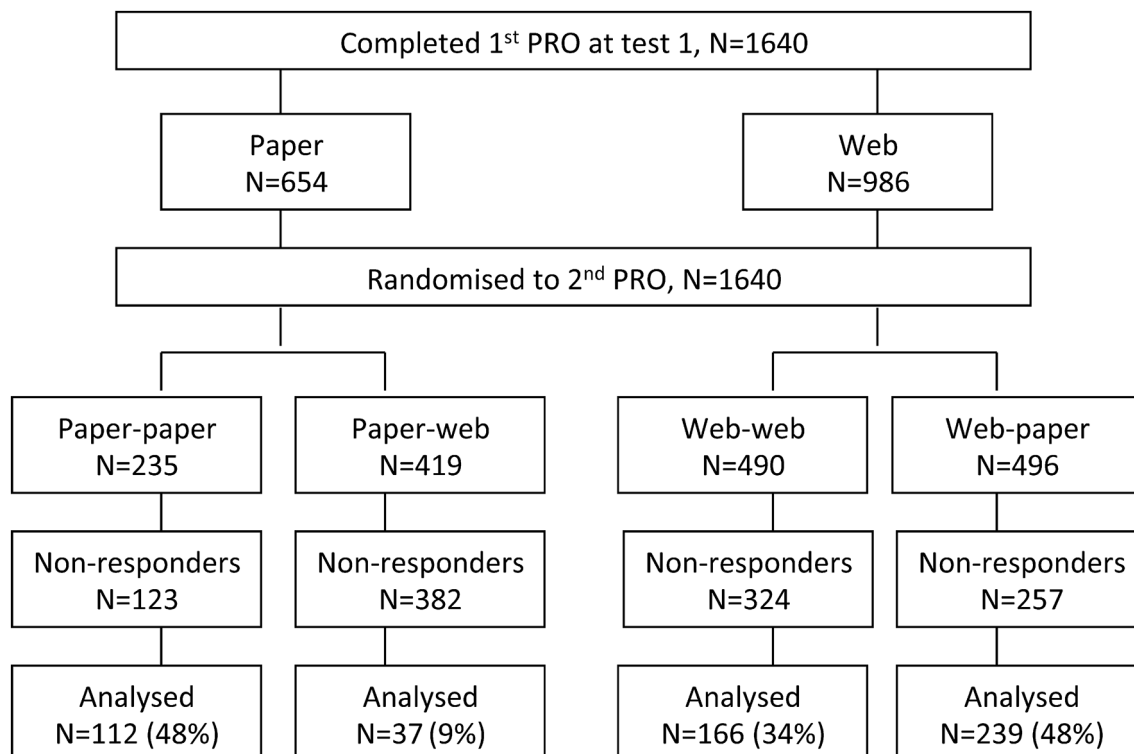 Completed 1st PRO at test 1, N=1640
Paper
N=654
Web
N=986
Randomised to 2nd PRO, N=1640
Paper-paper
N=235
Paper-web
N=419
Web-web
N=490
Web-paper
N=496
Non-responders
N=123
Non-responders
N=382
Non-responders
N=324
Non-responders
N=257
Analysed
N=112 (48%)
Analysed
N=37 (9%)
Analysed
N=166 (34%)
Analysed
N=239 (48%)